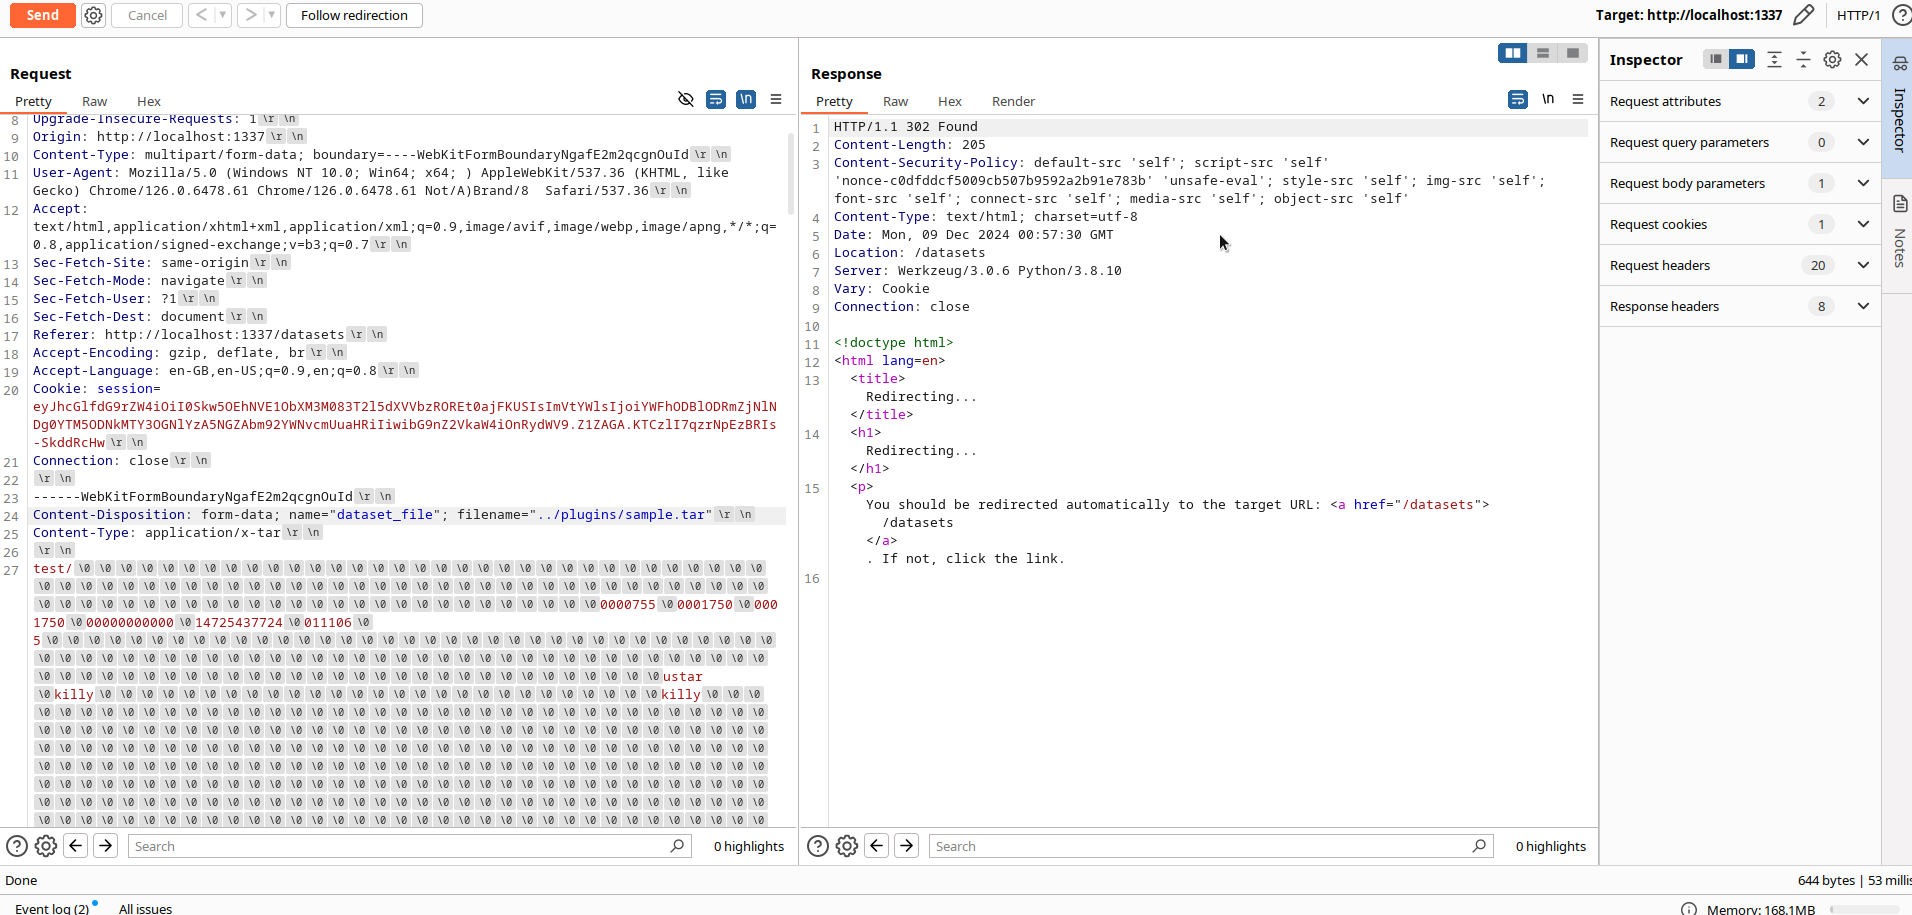 Send
Cancel
< ▾
> ▾
Follow redirection
Target: http://localhost:1337
HTTP/1
Request
Pretty Raw Hex
\n
8 Upgrade-Insecure-Requests: 1 \r \n
9 Origin: http://localhost:1337 \r \n
10 Content-Type: multipart/form-data; boundary=----WebKitFormBoundaryNgafE2m2qcgnOuId \r \n
11 User-Agent: Mozilla/5.0 (Windows NT 10.0; Win64; x64; ) AppleWebKit/537.36 (KHTML, like
Gecko) Chrome/126.0.6478.61 Chrome/126.0.6478.61 Not/A)Brand/8 Safari/537.36 \r \n
12 Accept:
text/html,application/xhtml+xml,application/xml;q=0.9,image/avif,image/webp,image/apng,*/*;q=
0.8,application/signed-exchange;v=b3;q=0.7 \r \n
13 Sec-Fetch-Site: same-origin \r \n
14 Sec-Fetch-Mode: navigate \r \n
15 Sec-Fetch-User: ?1 \r \n
16 Sec-Fetch-Dest: document \r \n
17 Referer: http://localhost:1337/datasets \r \n
18 Accept-Encoding: gzip, deflate, br \r \n
19 Accept-Language: en-GB,en-US;q=0.9,en;q=0.8 \r \n
20 Cookie: session=
-SkddRcHw \r \n
21 Connection: close \r \n
22 \r \n
23 ------WebKitFormBoundaryNgafE2m2qcgnOuId \r \n
24 Content-Disposition: form-data; name="dataset_file"; filename="../plugins/sample.tar" \r \n
25 Content-Type: application/x-tar \r \n
26 \r \n
27 test/
0000755 \0 0001750 \0 000
1750 \0 00000000000 \0 14725437724 \0 011106 \0
5
ustar
\0 killy
killy \0 \0 \0
Search
0 highlights
Response
Pretty Raw Hex Render
\n
1 HTTP/1.1 302 Found
2 Content-Length: 205
3 Content-Security-Policy: default-src 'self'; script-src 'self'
'nonce-c0dfddcf5009cb507b9592a2b91e783b' 'unsafe-eval'; style-src 'self'; img-src 'self';
font-src 'self'; connect-src 'self'; media-src 'self'; object-src 'self'
4 Content-Type: text/html; charset=utf-8
5 Date: Mon, 09 Dec 2024 00:57:30 GMT
6 Location: /datasets
7 Server: Werkzeug/3.0.6 Python/3.8.10
8 Vary: Cookie
9 Connection: close
10
11 <!doctype html>
12 <html lang=en>
13 <title>
Redirecting...
</title>
14 <h1>
Redirecting...
</h1>
15 <p>
You should be redirected automatically to the target URL: <a href="/datasets">
/datasets
</a>
. If not, click the link.
16
Search
0 highlights
Inspector
Request attributes 2
Request query parameters 0
Request body parameters 1
Request cookies 1
Request headers 20
Response headers 8
Inspector
Notes
Done
644 bytes | 53 millis
Event log (2)
All issues
Memory: 168.1MB